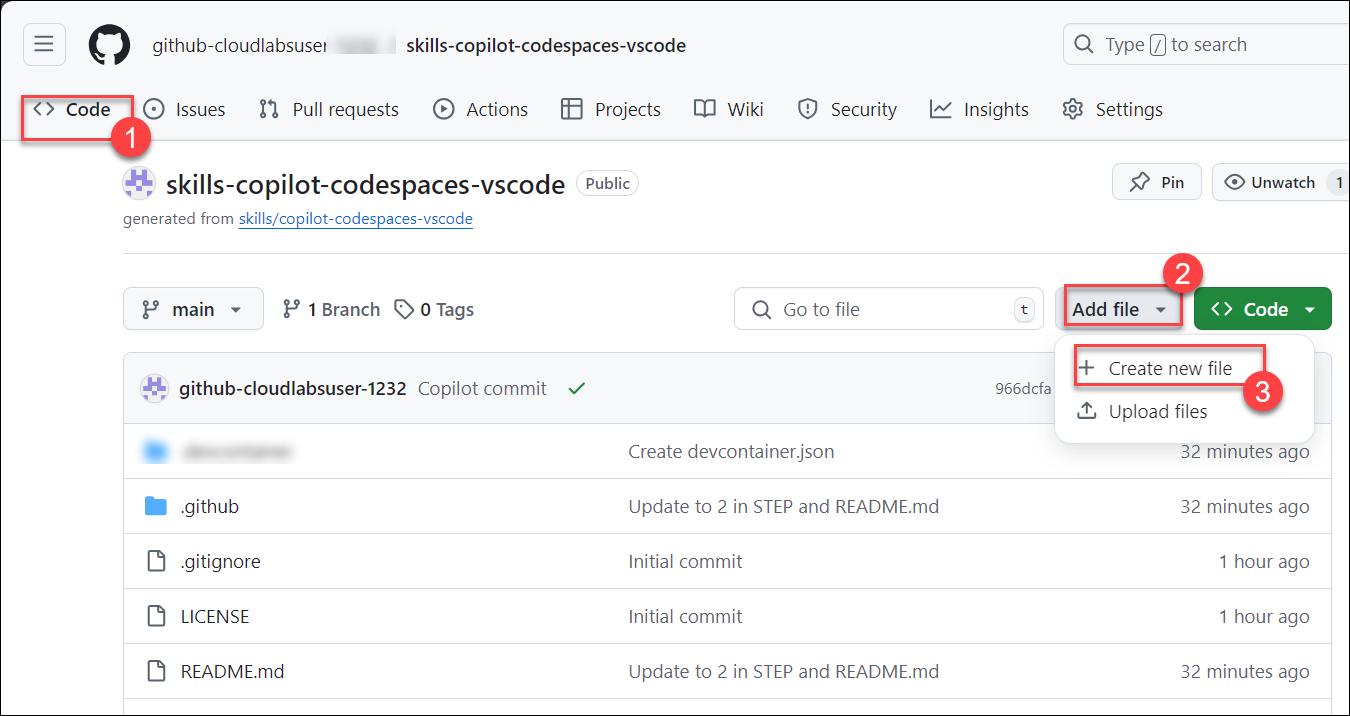 github-cloudlabsuser skills-copilot-codespaces-vscode Type / to search
Code Issues Pull requests Actions Projects Wiki Security Insights Settings
1
skills-copilot-codespaces-vscode Public Pin Unwatch 1
generated from skills/copilot-codespaces-vscode
2
main 1 Branch 0 Tags Go to file t Add file Code
Create new file
3
github-cloudlabsuser-1232 Copilot commit 966dcfa
Upload files
Create devcontainer.json 32 minutes ago
.github Update to 2 in STEP and README.md 32 minutes ago
.gitignore Initial commit 1 hour ago
LICENSE Initial commit 1 hour ago
README.md Update to 2 in STEP and README.md 32 minutes ago